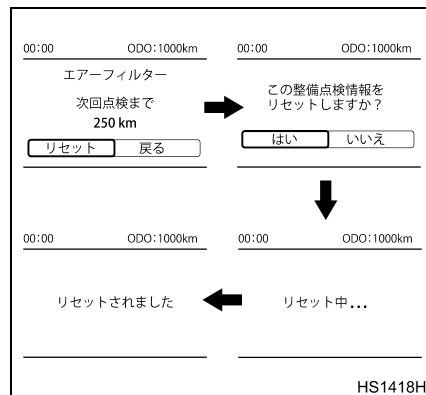 00:00 ODO:1000km
エアーフィルター
次回点検まで
250 km
リセット 戻る
00:00 ODO:1000km
この整備点検情報を
リセットしますか？
はい いいえ
00:00 ODO:1000km
リセット中...
00:00 ODO:1000km
リセットされました
HS1418H